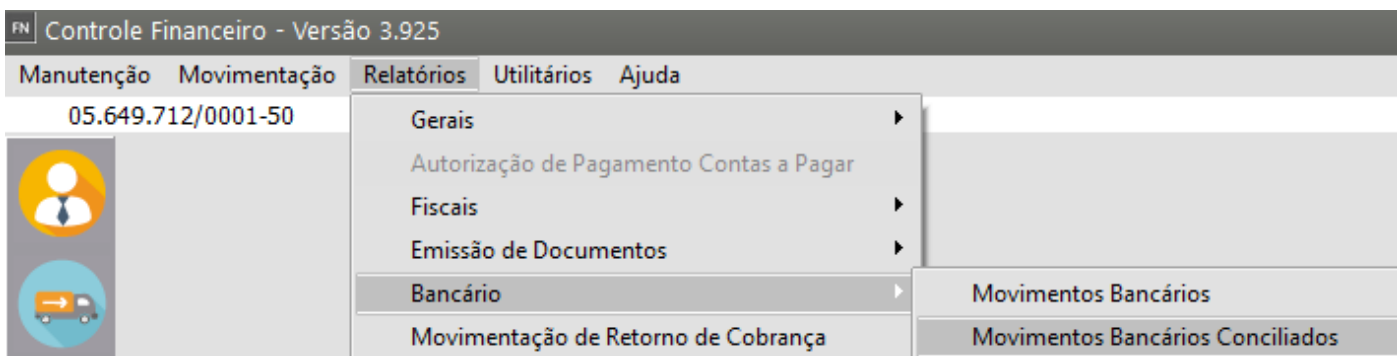 FN Controle Financeiro - Versão 3.925
Manutenção Movimentação Relatórios Utilitários Ajuda
05.649.712/0001-50
Gerais
Autorização de Pagamento Contas a Pagar
Fiscais
Emissão de Documentos
Bancário
Movimentos Bancários
Movimentação de Retorno de Cobrança
Movimentos Bancários Conciliados